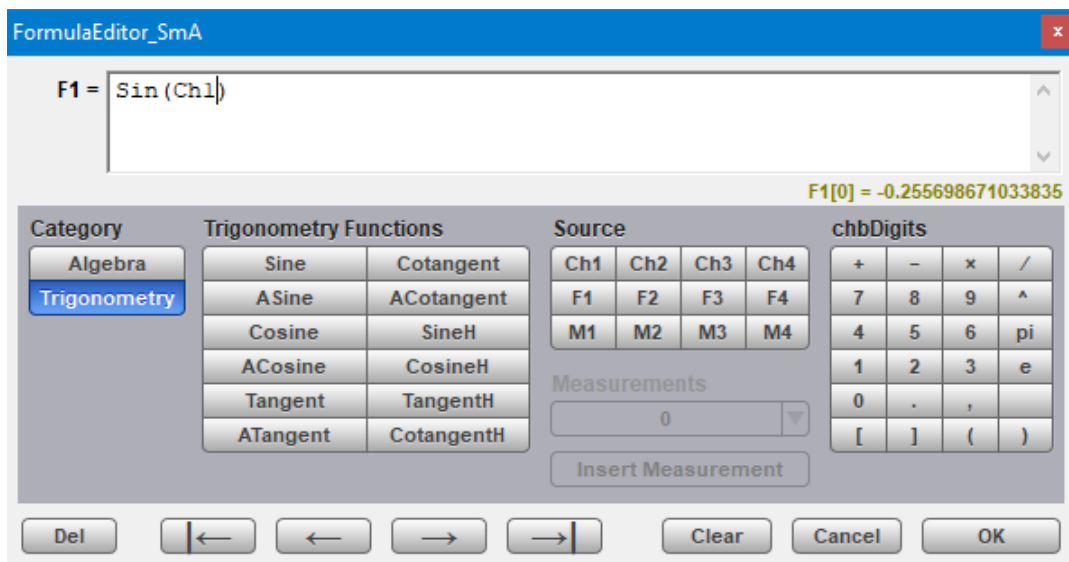 FormulaEditor_SmA
x
F1 = Sin(Ch1)
F1[0] = -0.255698671033835
Category Trigonometry Functions Source chbDigits
Algebra Sine Cotangent Ch1 Ch2 Ch3 Ch4 + - × /
Trigonometry ASine ACotangent F1 F2 F3 F4 7 8 9 ^
Cosine SineH M1 M2 M3 M4 4 5 6 pi
ACosine CosineH 1 2 3 e
Measurements
Tangent TangentH 0 0 . ,
ATangent CotangentH [ ] ( )
Insert Measurement
Del |← ← → →| Clear Cancel OK